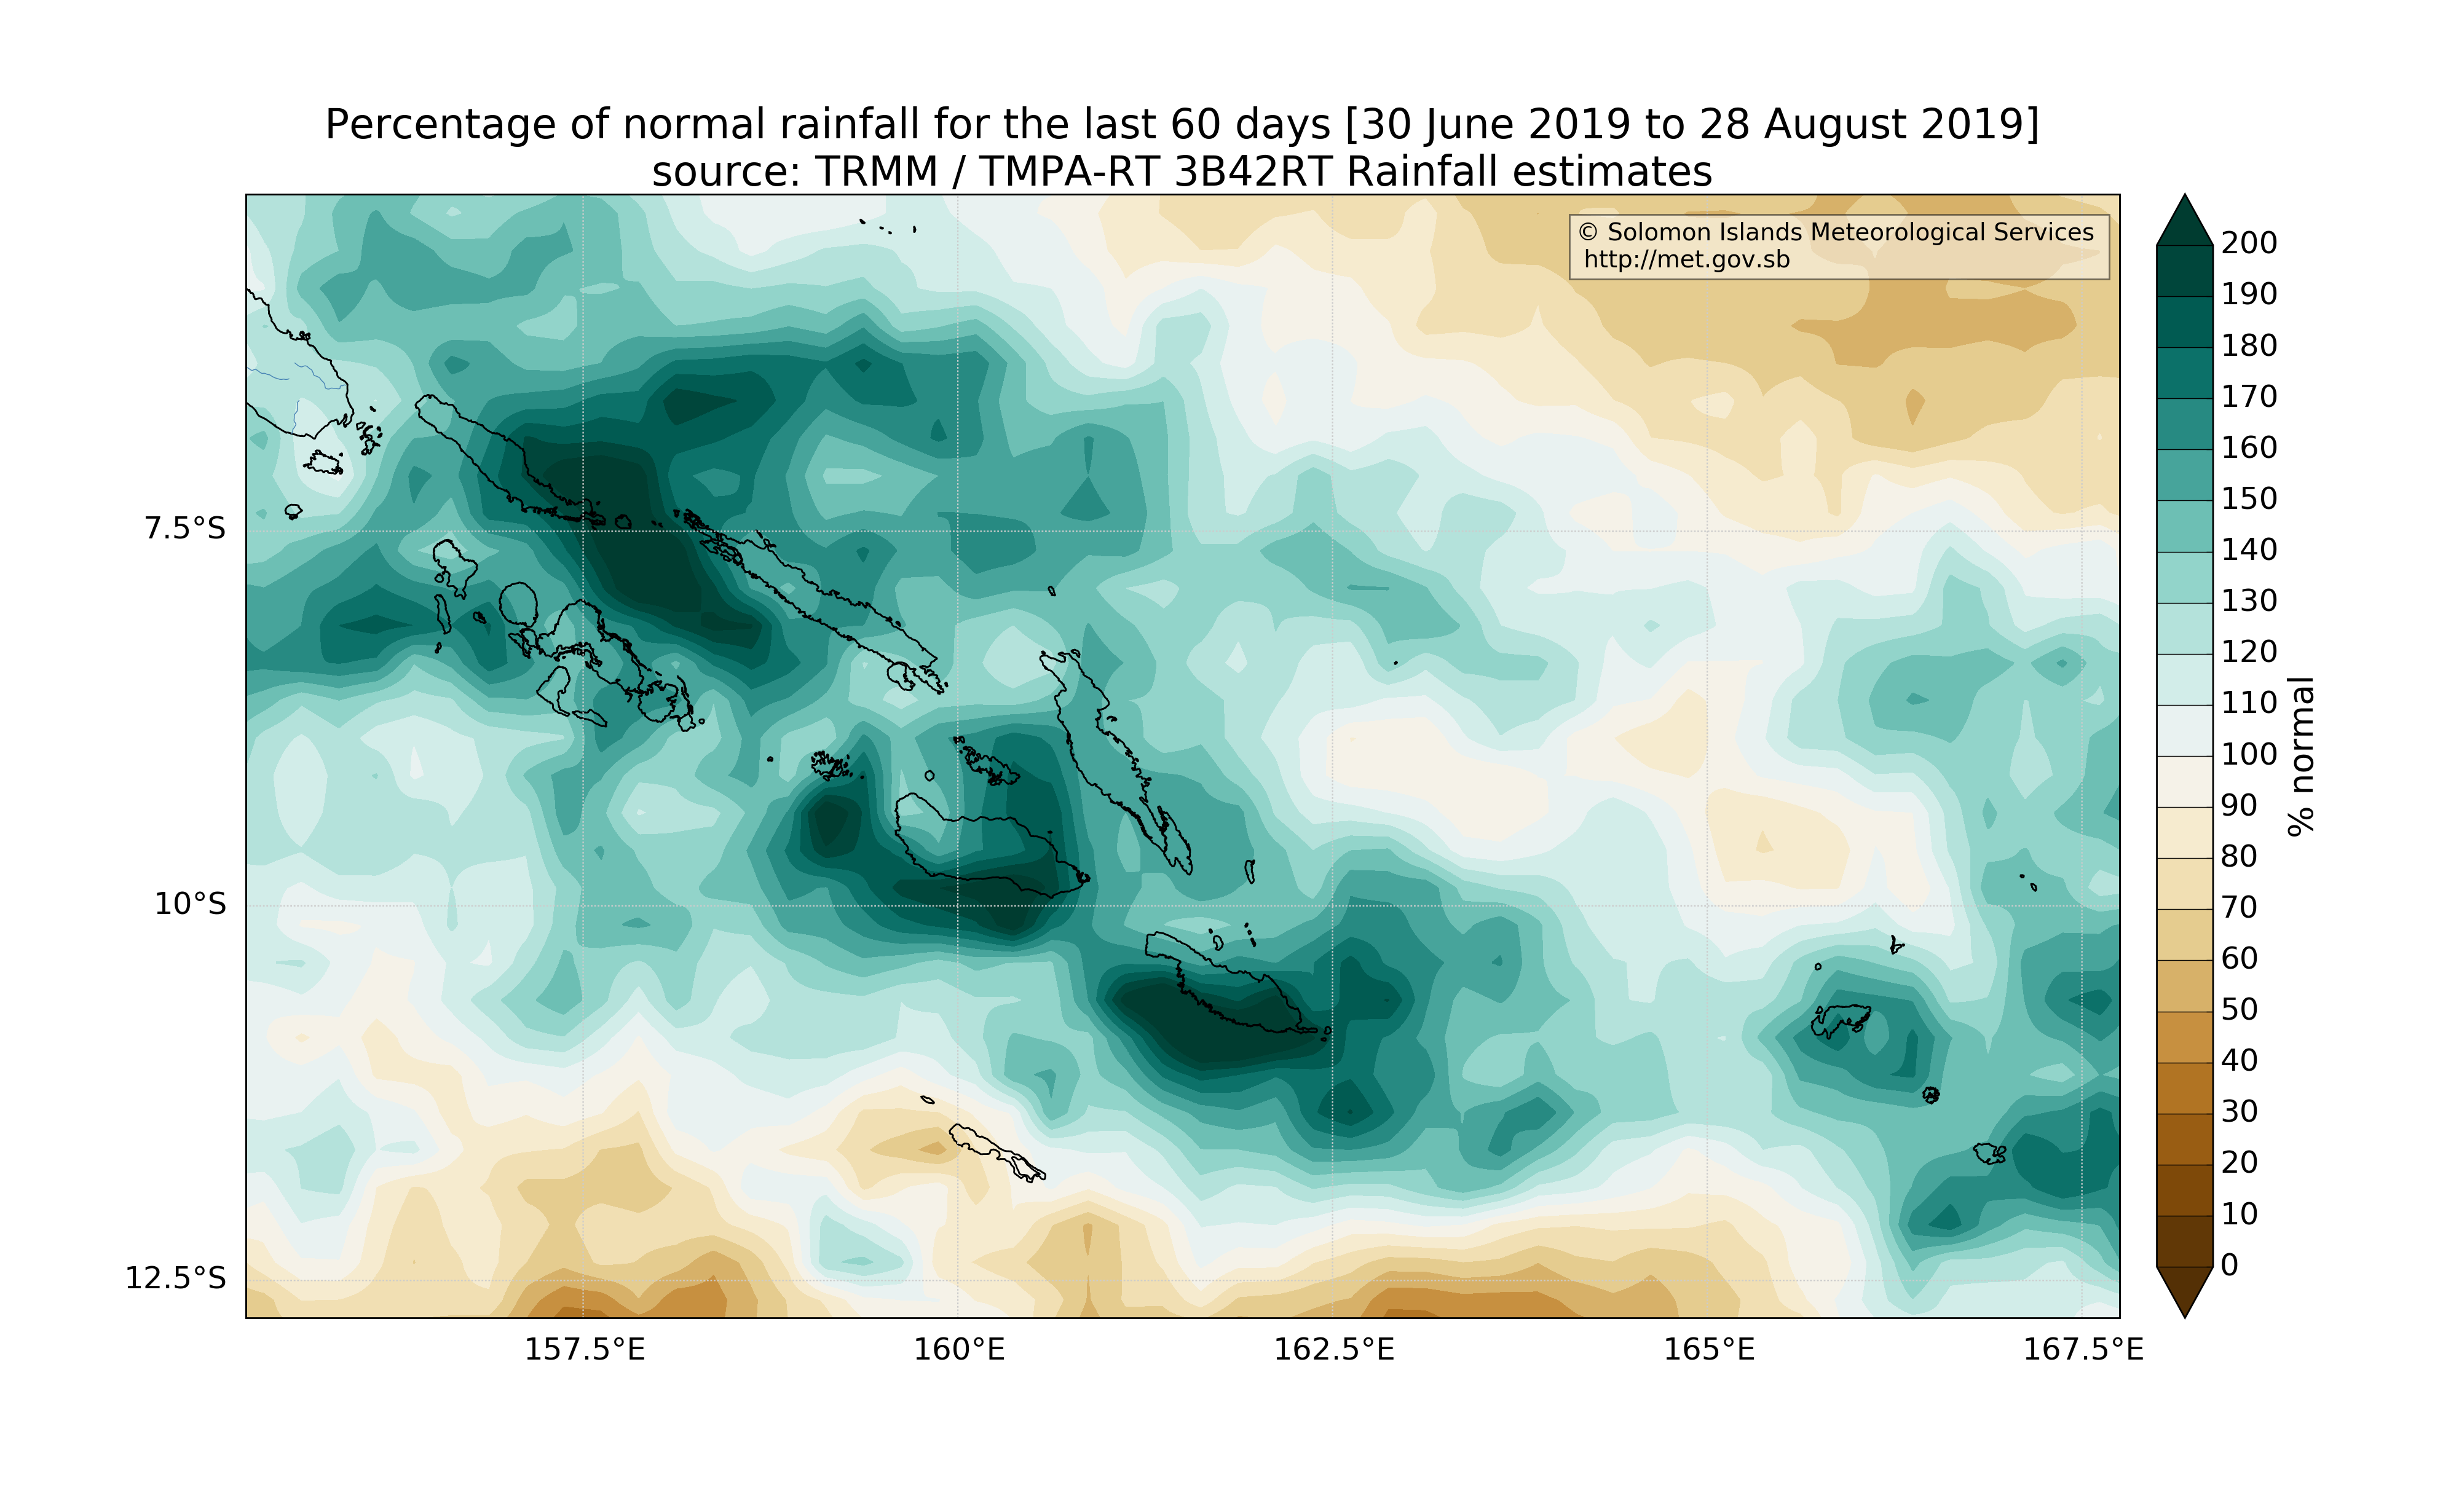 Percentage of normal rainfall for the last 60 days [30 June 2019 to 28 August 2019]
source: TRMM / TMPA-RT 3B42RT Rainfall estimates
© Solomon Islands Meteorological Services
http://met.gov.sb
7.5°S
10°S
12.5°S
157.5°E
160°E
162.5°E
165°E
167.5°E
200
190
180
170
160
150
140
130
120
110
100
90
80
70
60
50
40
30
20
10
0
% normal